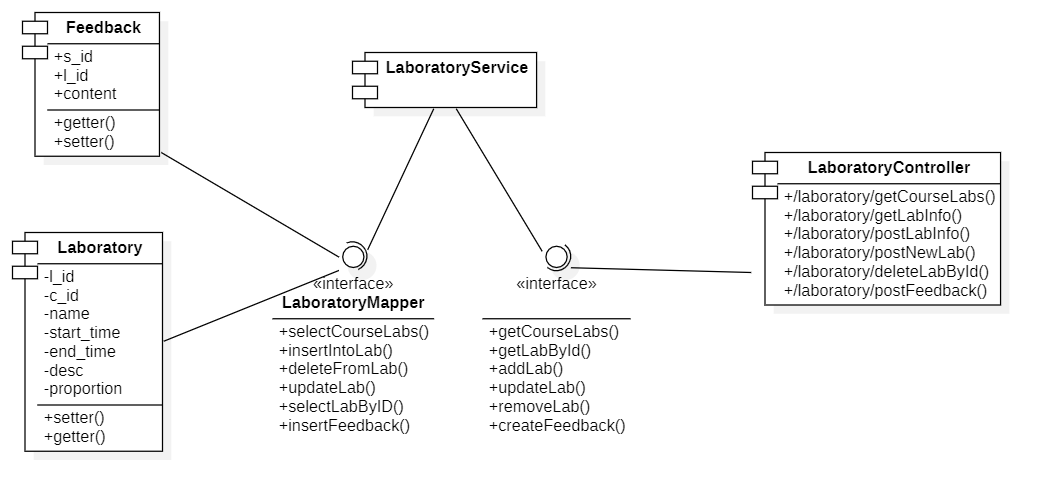 Feedback
+s_id
+l_id
+content
+getter()
+setter()
LaboratoryService
LaboratoryController
+/laboratory/getCourseLabs()
+/laboratory/getLabInfo()
+/laboratory/postLabInfo()
+/laboratory/postNewLab()
+/laboratory/deleteLabById()
+/laboratory/postFeedback()
Laboratory
-l_id
-c_id
-name
-start_time
-end_time
-desc
-proportion
+setter()
+getter()
«interface»
LaboratoryMapper
+selectCourseLabs()
+insertIntoLab()
+deleteFromLab()
+updateLab()
+selectLabByID()
+insertFeedback()
«interface»
+getCourseLabs()
+getLabById()
+addLab()
+updateLab()
+removeLab()
+createFeedback()